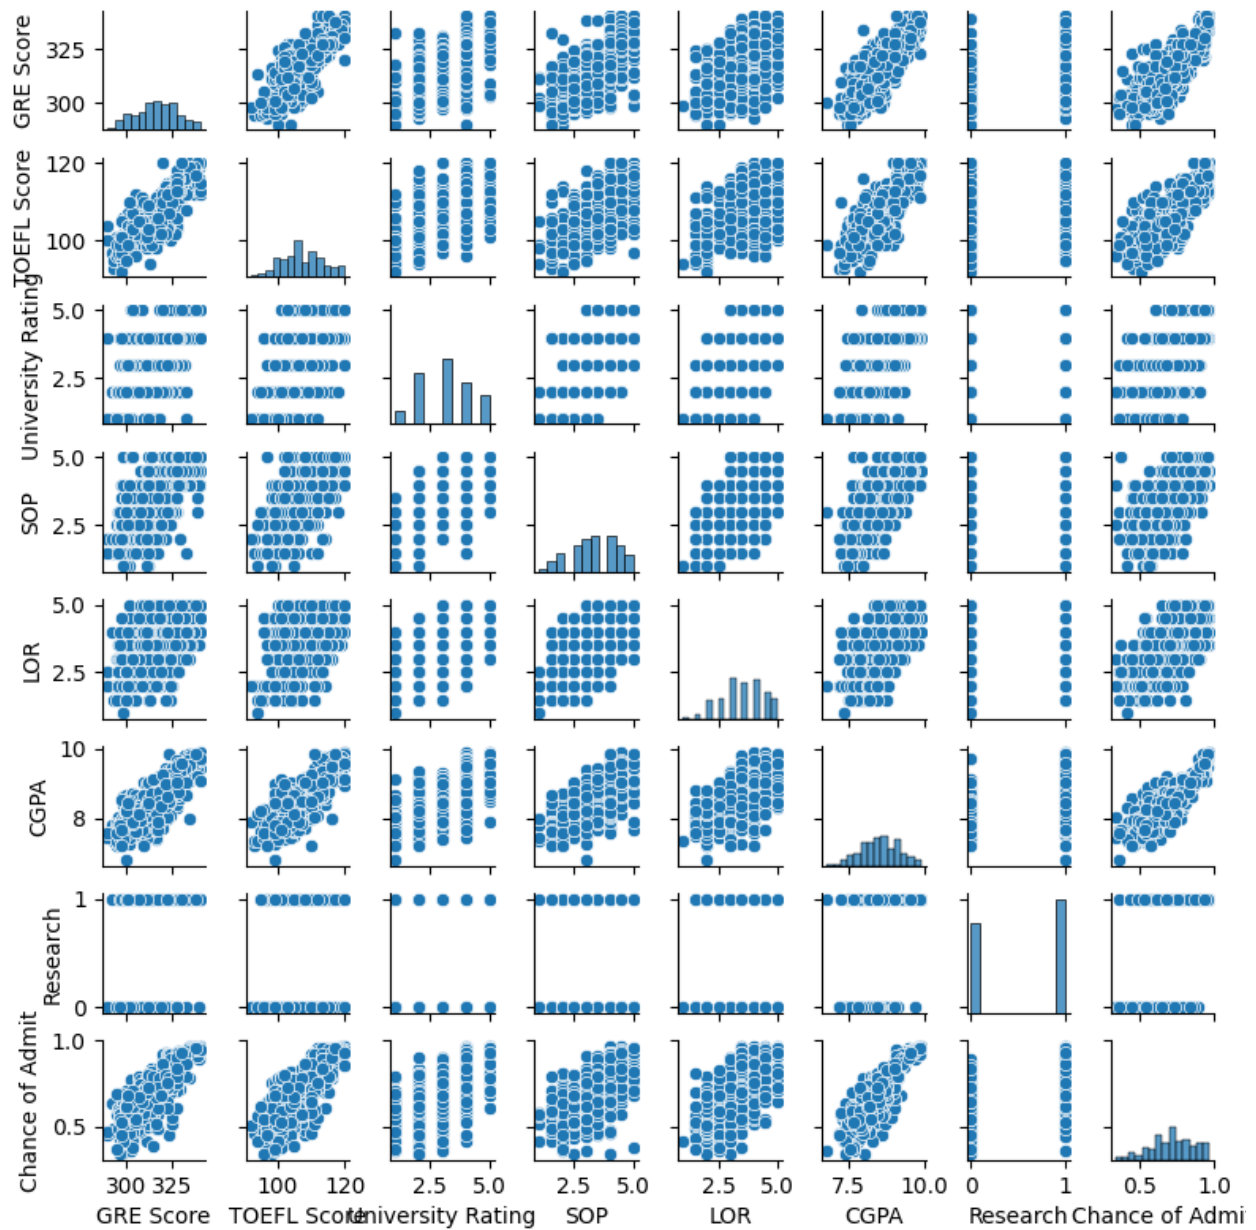 GRE Score
325
300
TOEFL Score
120
100
University Rating
5.0
2.5
SOP
5.0
2.5
LOR
5.0
2.5
CGPA
10
8
Research
1
0
Chance of Admit
1.0
0.5
300 325 100 120 2.5 5.0 2.5 5.0 2.5 5.0 7.5 10.0 0 1 0.5 1.0
GRE Score TOEFL Score University Rating SOP LOR CGPA Research Chance of Admit